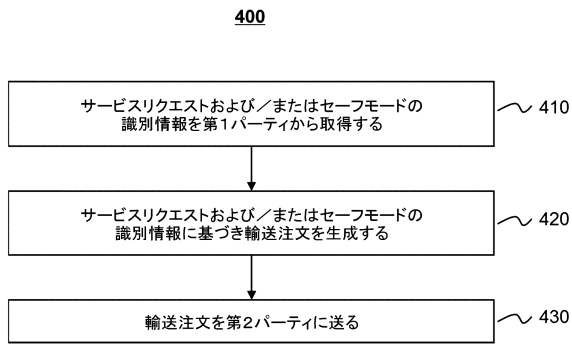 400
サービスリクエストおよび／またはセーフモードの
識別情報を第１パーティから取得する
410
サービスリクエストおよび／またはセーフモードの
識別情報に基づき輸送注文を生成する
420
輸送注文を第２パーティに送る
430